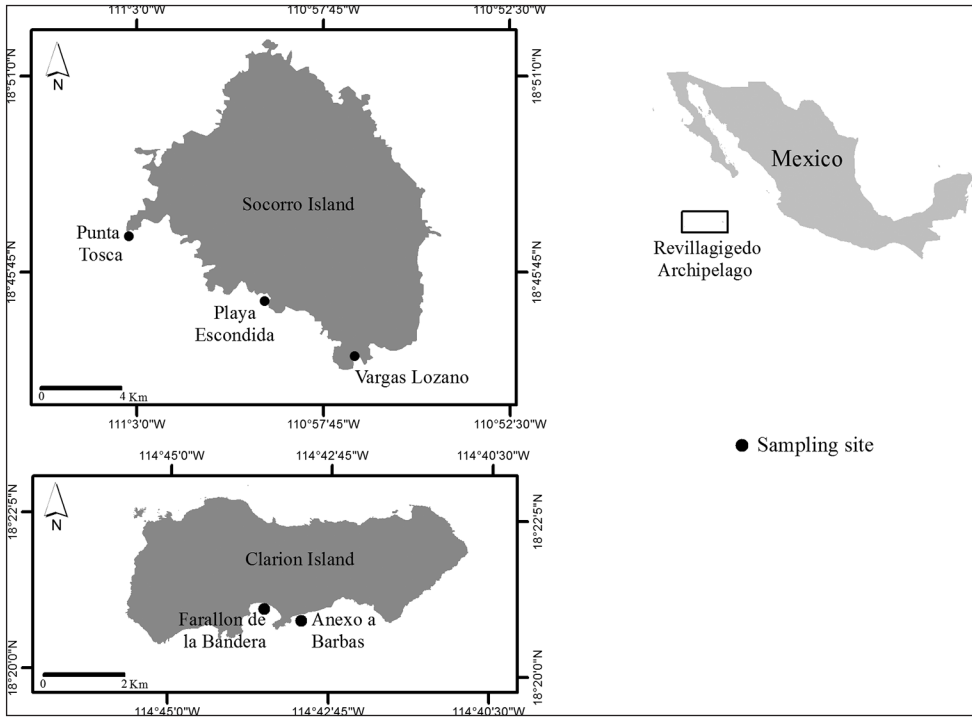 111°3'0"W 110°57'45"W 110°52'30"W
18°51'0"N
18°51'0"N
N
Socorro Island
Punta
Tosca
18°45'45"N
18°45'45"N
Playa
Escondida
Vargas Lozano
0 4 Km
111°3'0"W 110°57'45"W 110°52'30"W
Mexico
Revillagigedo
Archipelago
Sampling site
114°45'0"W 114°42'45"W 114°40'30"W
18°22'5"N
18°22'5"N
N
Clarion Island
Farallon de
la Bandera
Anexo a
Barbas
18°20'0"N
18°20'0"N
0 2 Km
114°45'0"W 114°42'45"W 114°40'30"W